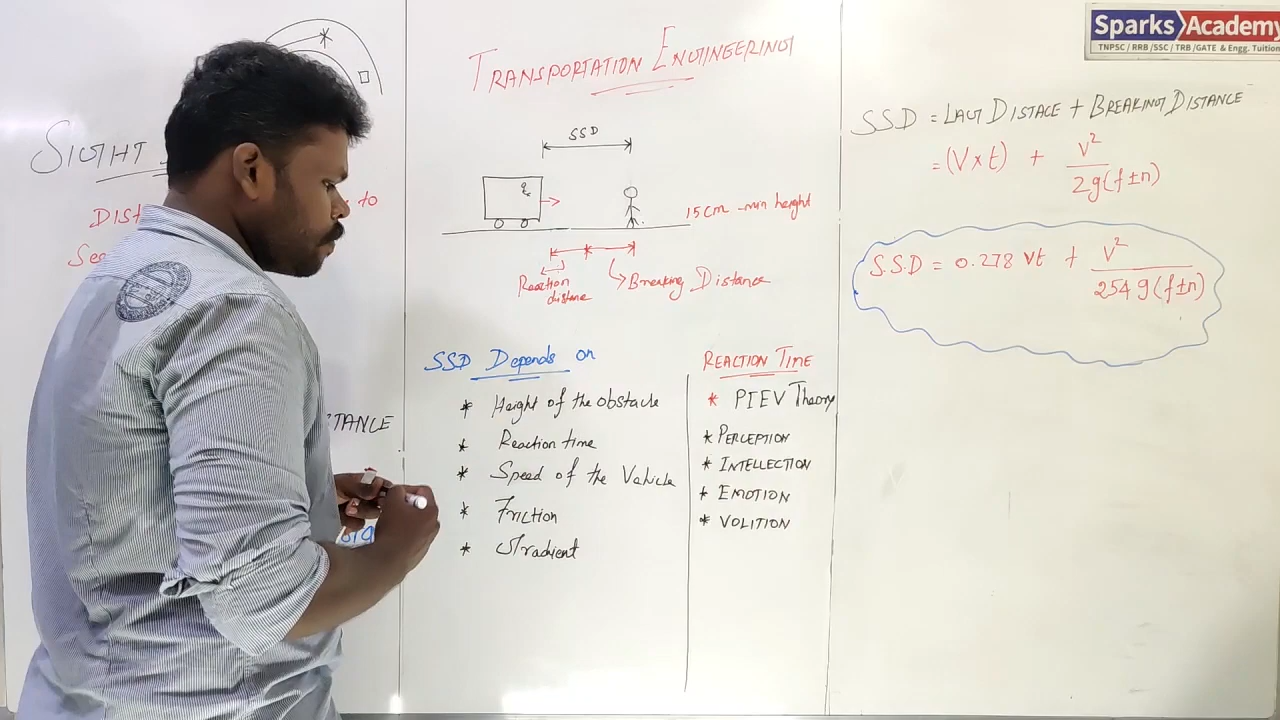 Sparks Academy
TNPSC / RRB /SSC / TRB /GATE & Engg. Tuition
TRANSPORTATION ENGINEERING
SIGHT
DIST
to
See
TANCE
SSD
15cm - min height
Reaction
distane
Breaking Distance
SSD Depends on
* Height of the obstacle
* Reaction time
* Speed of the Vehicle
* Friction
* Gradient
REACTION TIME
* PIEV Theory
* PERCEPTION
* INTELLECTION
* EMOTION
* VOLITION
SSD = LAG DISTACE + BREAKING DISTANCE
= (V x t) + V² / 2g(f±n)
S.S.D = 0.278 Vt + V² / 254 g(f±n)